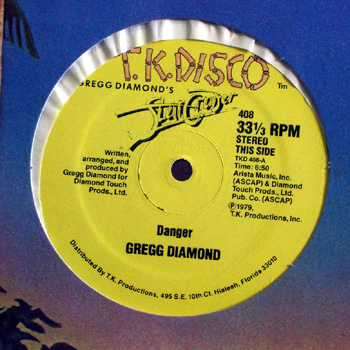 T.K.DISCO TM
GREGG DIAMOND'S
Starcruiser
408
33⅓ RPM
STEREO
THIS SIDE
TKD 408-A
Time: 6:50
Arista Music, Inc.
(ASCAP) & Diamond
Touch Prods., Ltd.
Pub. Co. (ASCAP)
℗1979,
T.K. Productions, Inc.
Written,
arranged, and
produced by
Gregg Diamond for
Diamond Touch
Prods., Ltd.
Danger
GREGG DIAMOND
Distributed By T.K. Productions, 495 S.E. 10th Ct. Hialeah, Florida 33010